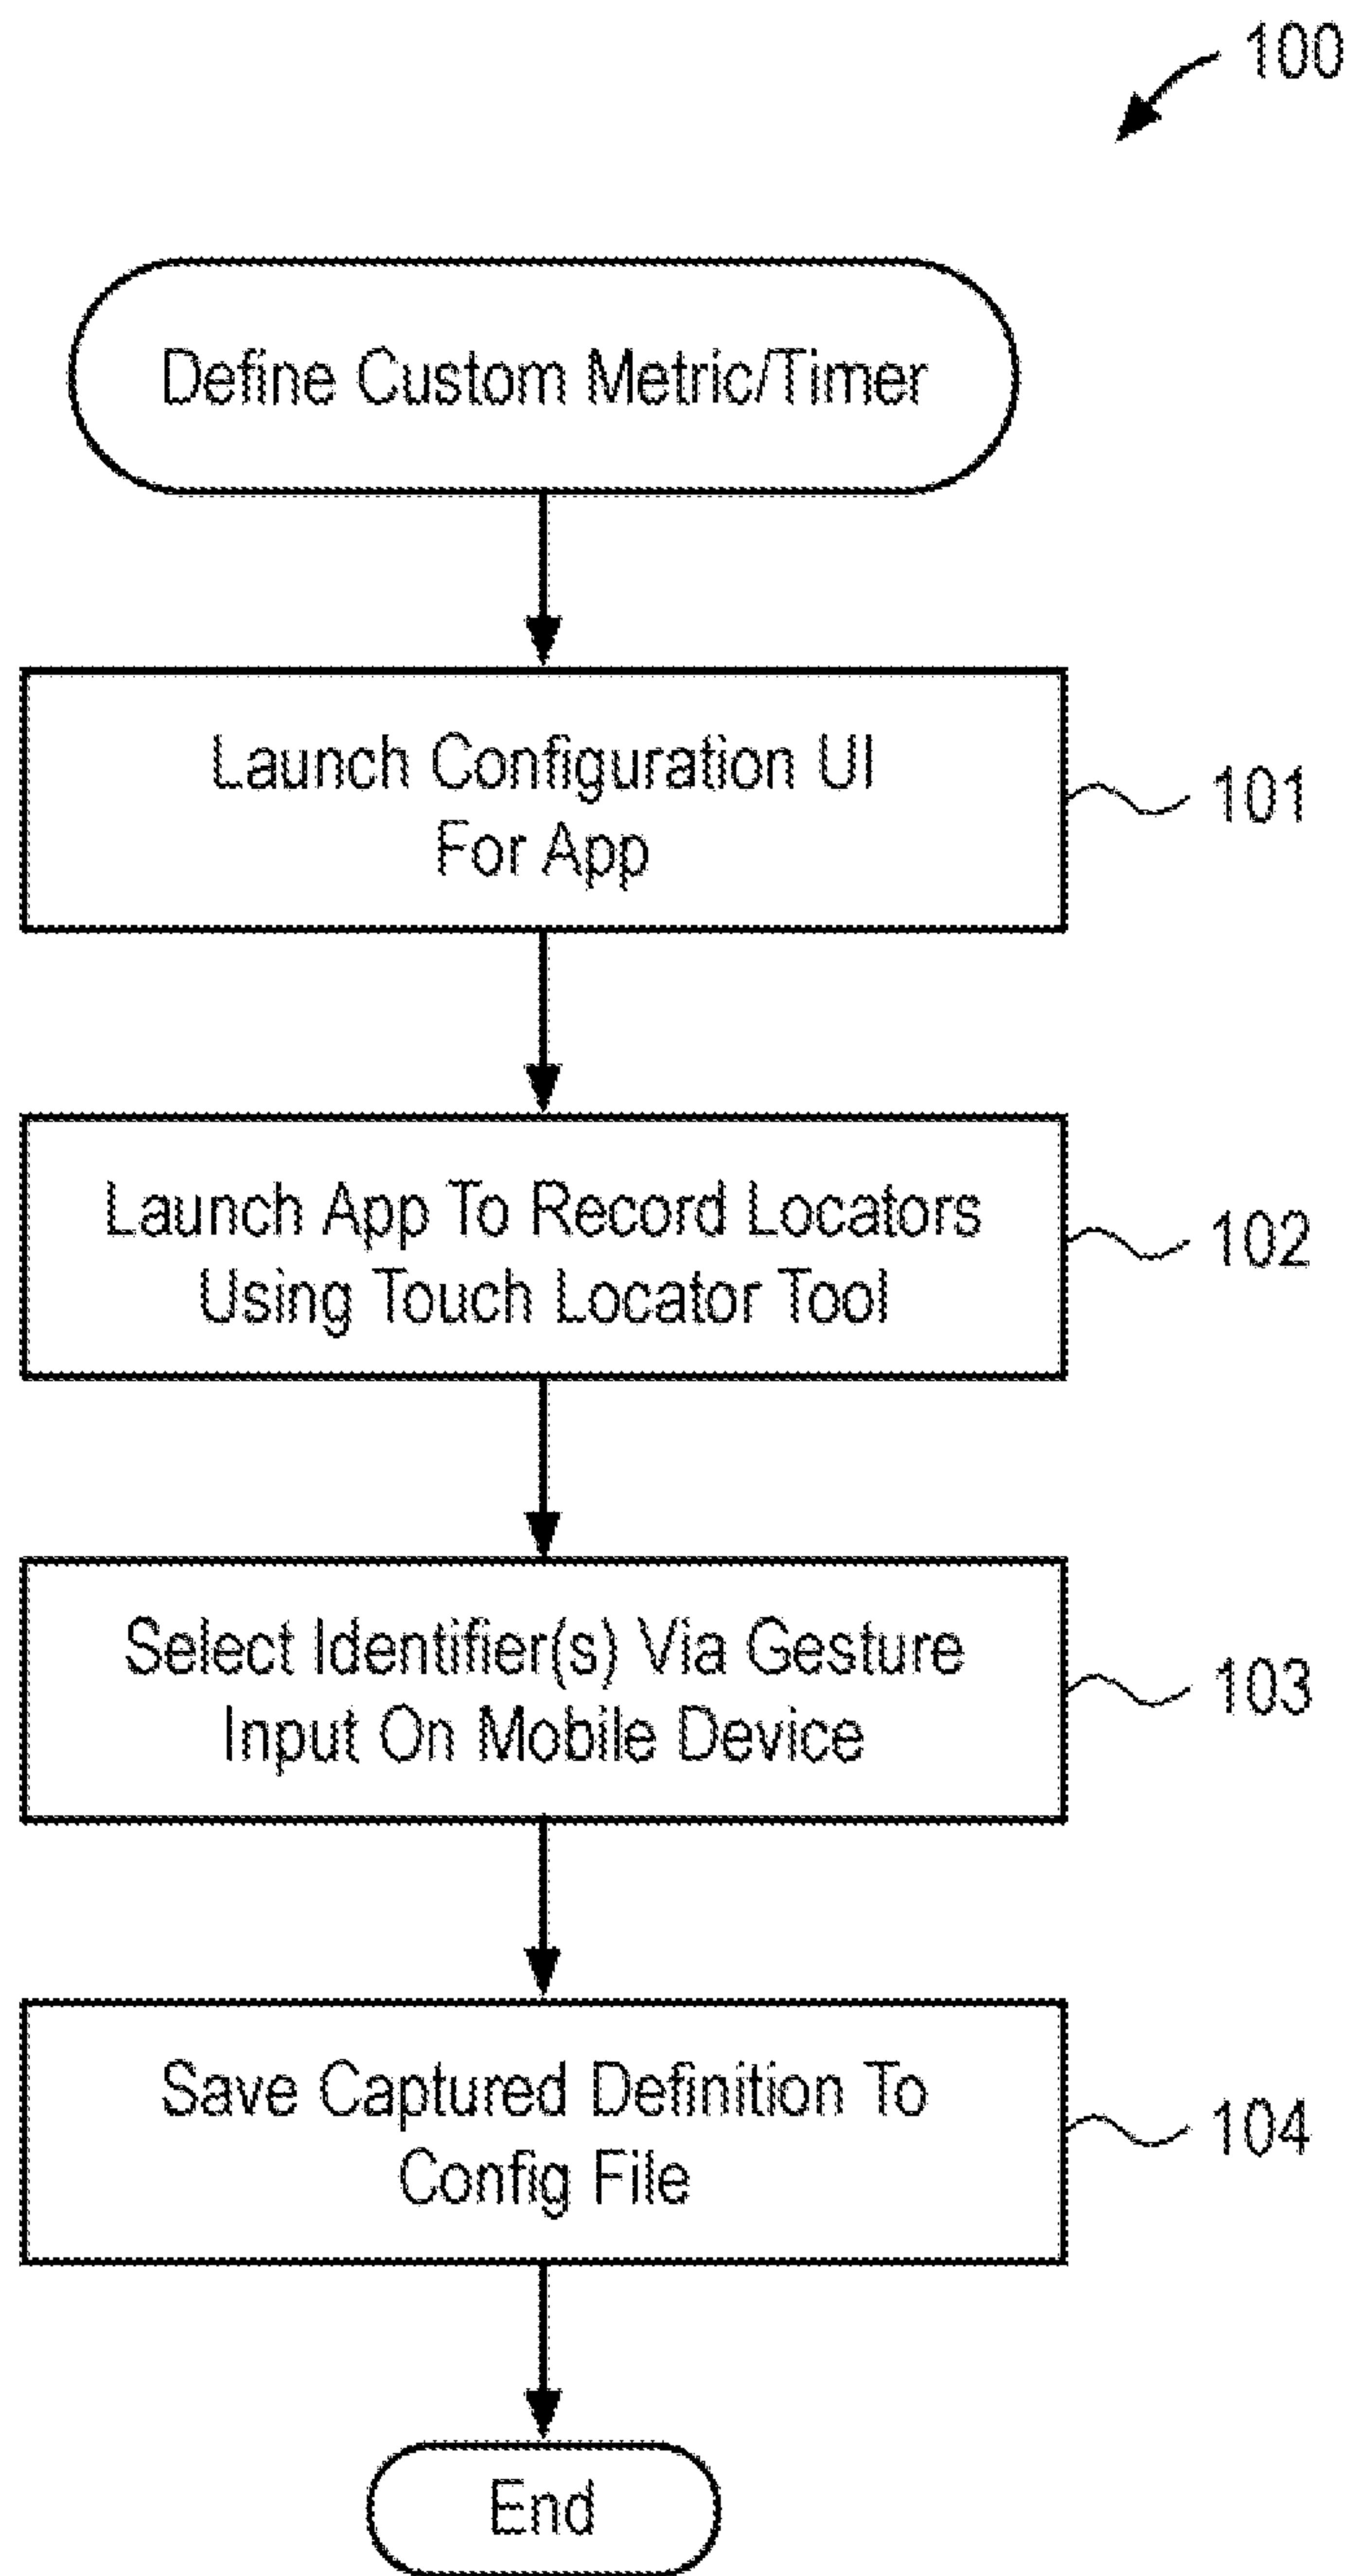 100
Define Custom Metric/Timer
Launch Configuration UI
For App
101
Launch App To Record Locators
Using Touch Locator Tool
102
Select Identifier(s) Via Gesture
Input On Mobile Device
103
Save Captured Definition To
Config File
104
End